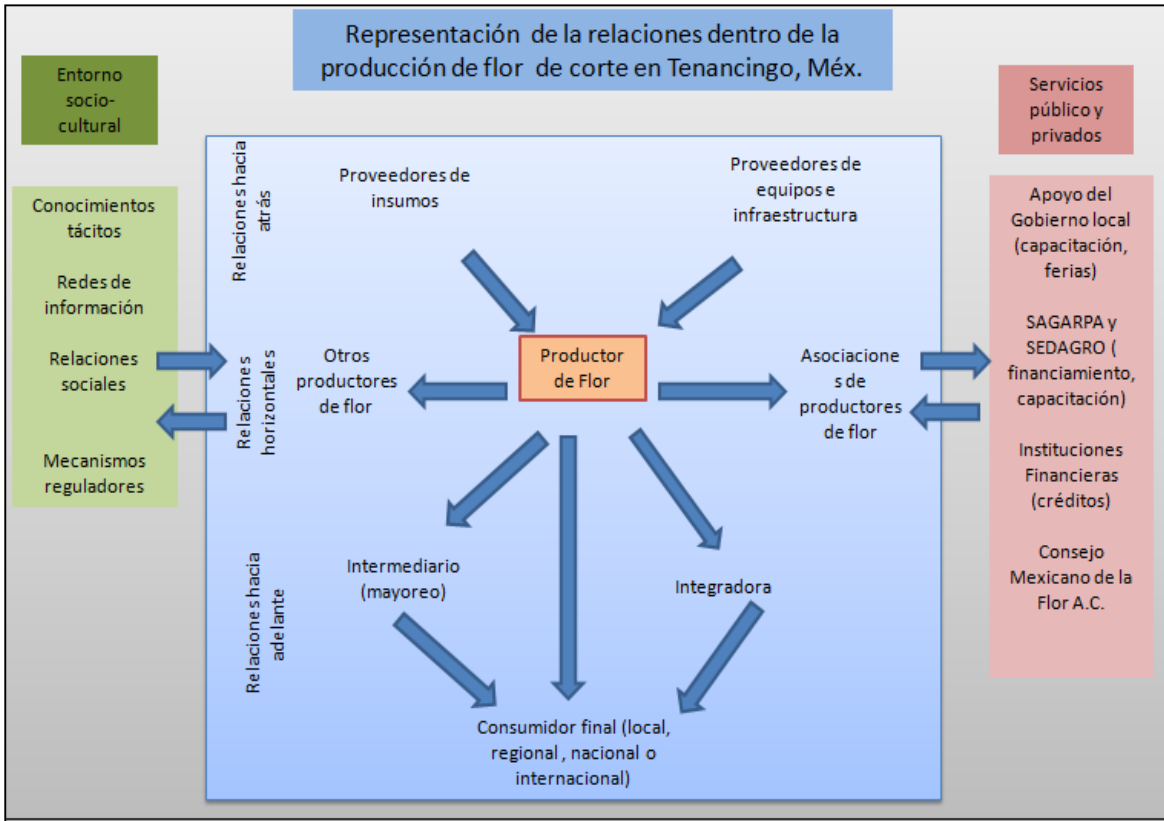 Representación de la relaciones dentro de la
producción de flor de corte en Tenancingo, Méx.
Entorno
socio-
cultural
Conocimientos
tácitos
Redes de
información
Relaciones
sociales
Mecanismos
reguladores
Relaciones hacia
atrás
Proveedores de
insumos
Proveedores de
equipos e
infraestructura
Relaciones
horizontales
Otros
productores
de flor
Productor
de Flor
Asociacione
s de
productores
de flor
Relaciones hacia
adelante
Intermediario
(mayoreo)
Integradora
Consumidor final (local,
regional , nacional o
internacional)
Servicios
público y
privados
Apoyo del
Gobierno local
(capacitación,
ferias)
SAGARPA y
SEDAGRO (
financiamiento,
capacitación)
Instituciones
Financieras
(créditos)
Consejo
Mexicano de la
Flor A.C.